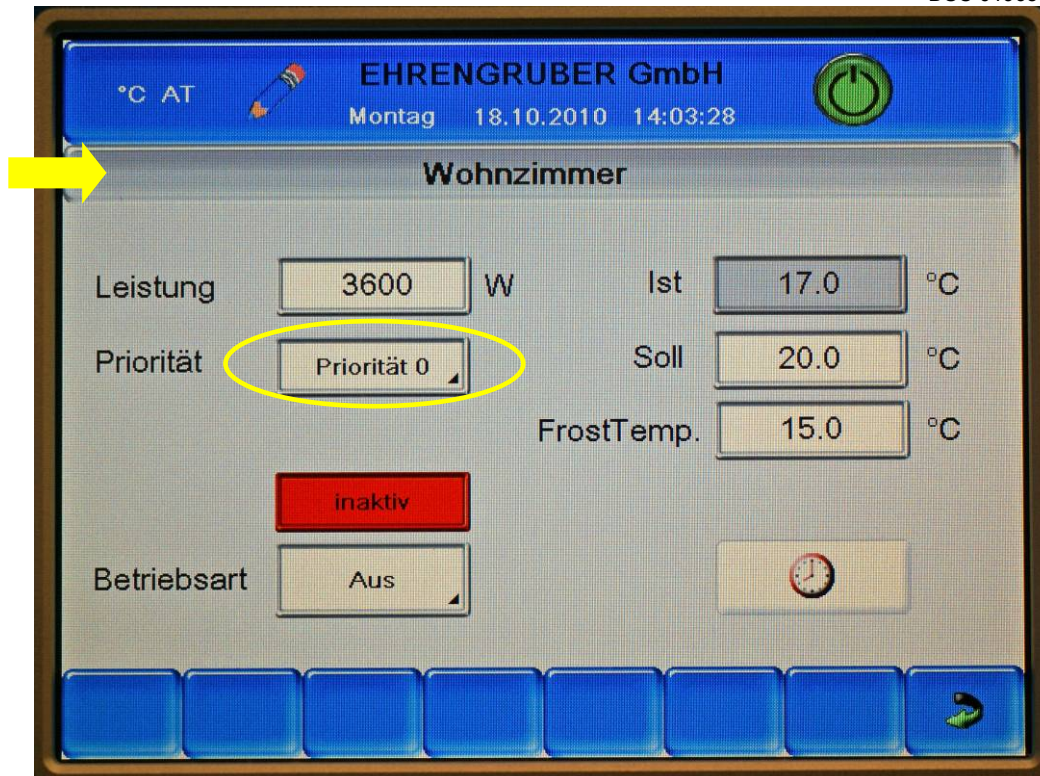 °C AT
EHRENGRUBER GmbH
Montag 18.10.2010 14:03:28
Wohnzimmer
Leistung 3600 W
Ist 17.0 °C
Priorität Priorität 0
Soll 20.0 °C
FrostTemp. 15.0 °C
inaktiv
Betriebsart Aus